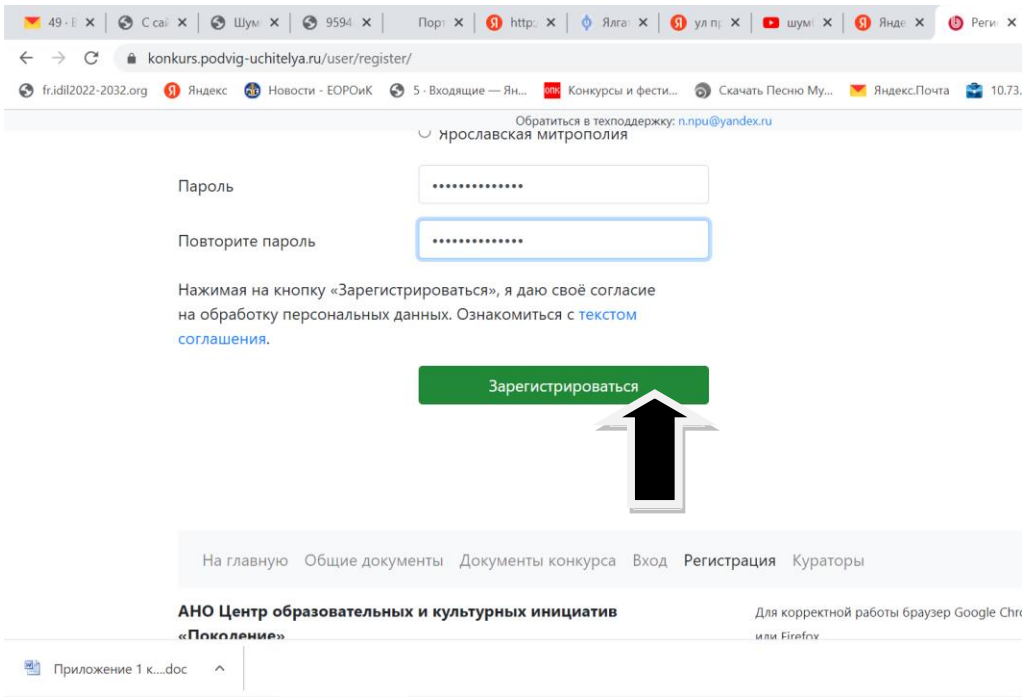 49 · В С сай Шум 9594 Порт http:/ Ялга ул пр шумб Янде Реги
konkurs.podvig-uchitelya.ru/user/register/
fr.idil2022-2032.org Яндекс Новости - ЕОРОиК 5 · Входящие — Ян... опк Конкурсы и фести... Скачать Песню Му... Яндекс.Почта 10.73.
Обратиться в техподдержку: n.npu@yandex.ru
Ярославская митрополия
Пароль ••••••••••••••
Повторите пароль ••••••••••••••
Нажимая на кнопку «Зарегистрироваться», я даю своё согласие
на обработку персональных данных. Ознакомиться с текстом
соглашения.
Зарегистрироваться
На главную Общие документы Документы конкурса Вход Регистрация Кураторы
АНО Центр образовательных и культурных инициатив
«Поколение»
Для корректной работы браузер Google Chro
или Firefox
Приложение 1 к....doc